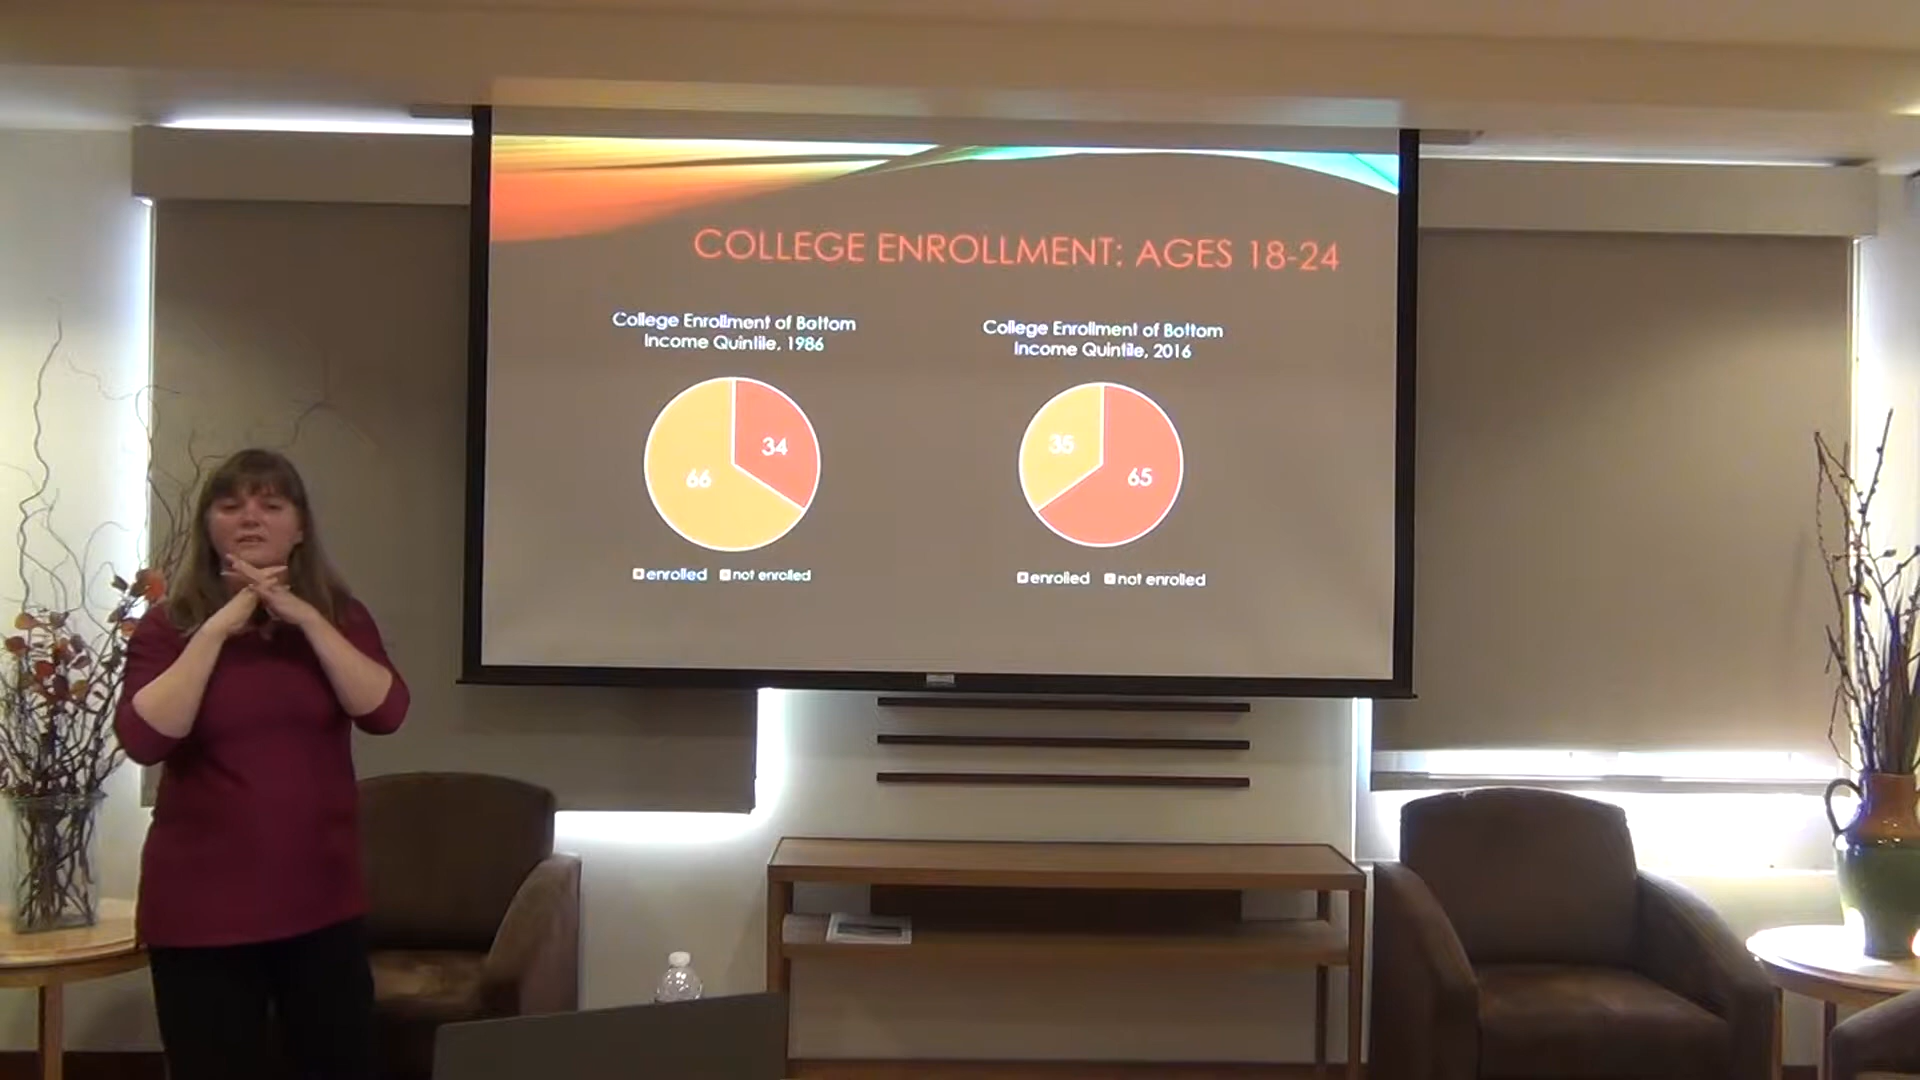 COLLEGE ENROLLMENT: AGES 18-24
College Enrollment of Bottom
Income Quintile, 1986
34
66
enrolled not enrolled
College Enrollment of Bottom
Income Quintile, 2016
35
65
enrolled not enrolled